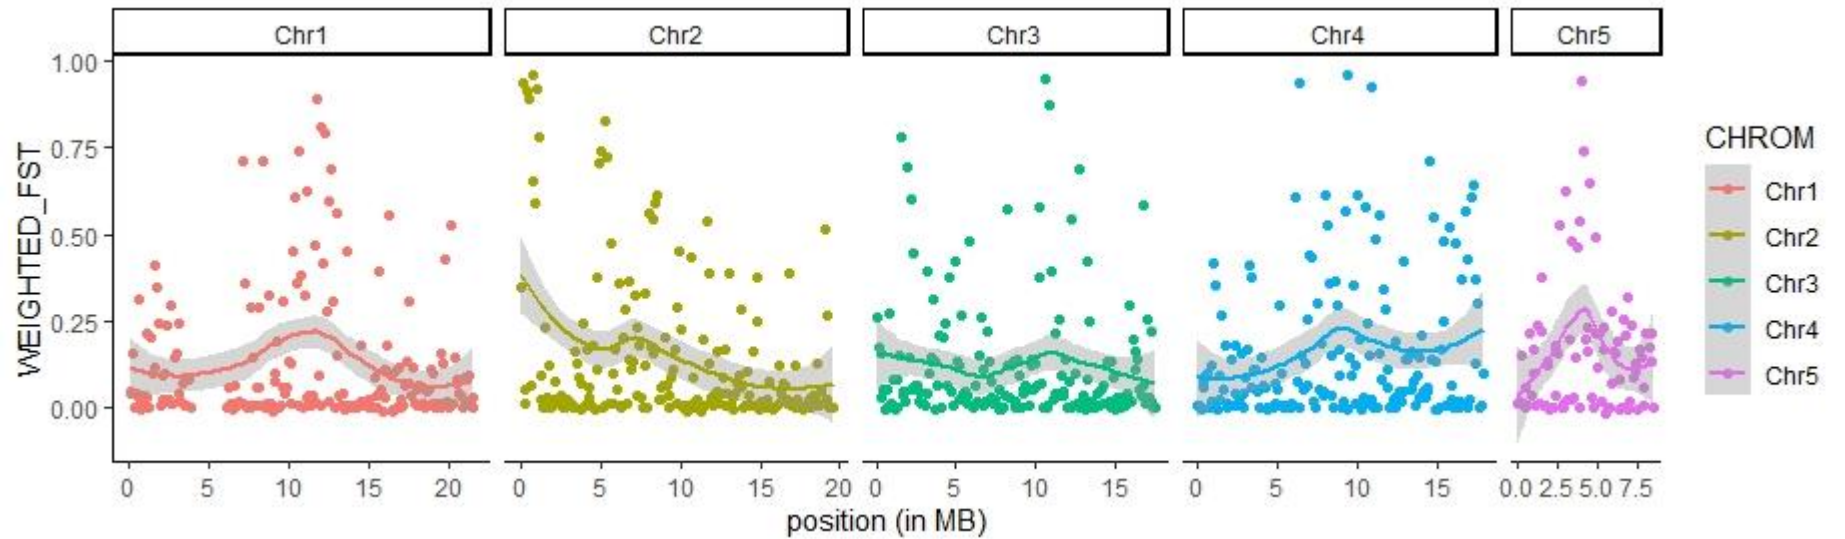 Chr1 Chr2 Chr3 Chr4 Chr5
1.00
0.75
0.50
0.25
0.00
WEIGHTED_FST
0 5 10 15 20 0 5 10 15 20 0 5 10 15 0 5 10 15 0.0 2.5 5.0 7.5
position (in MB)
CHROM
Chr1
Chr2
Chr3
Chr4
Chr5